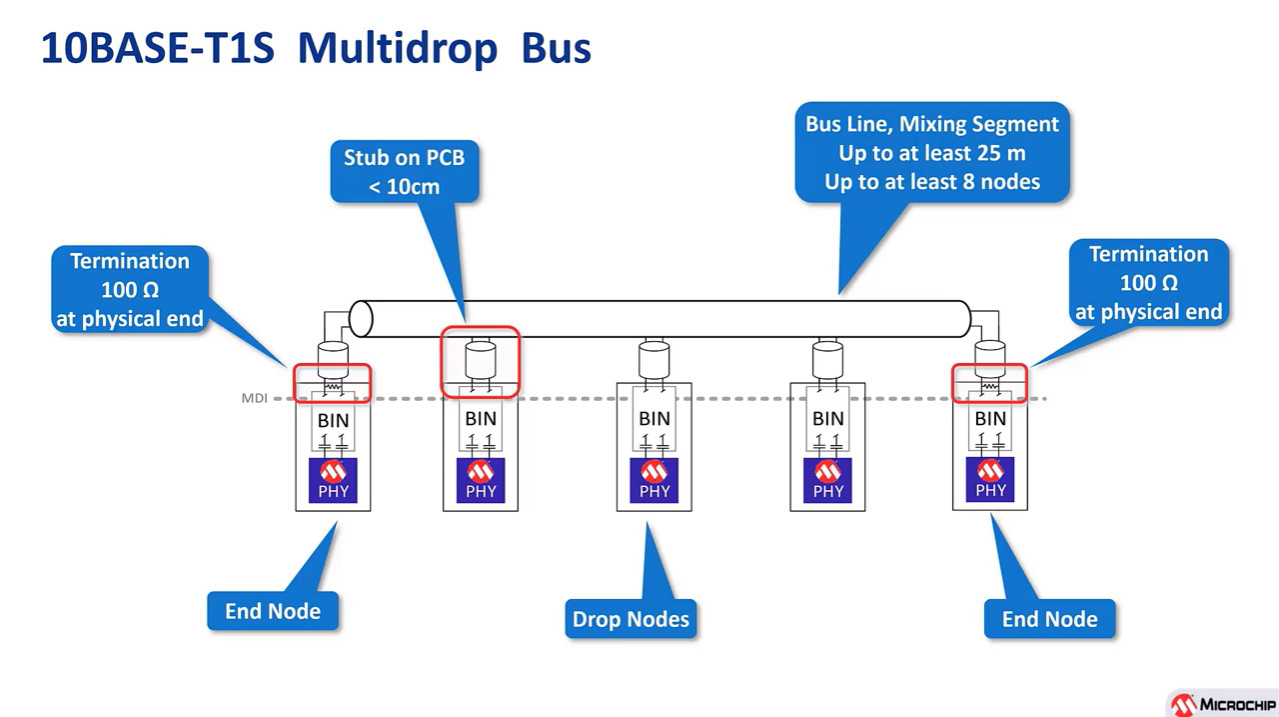 10BASE-T1S Multidrop Bus
Bus Line, Mixing Segment
Up to at least 25 m
Up to at least 8 nodes
Stub on PCB
< 10cm
Termination
100 Ω
at physical end
Termination
100 Ω
at physical end
MDI
BIN
BIN
BIN
BIN
BIN
PHY
PHY
PHY
PHY
PHY
End Node
Drop Nodes
End Node
MICROCHIP